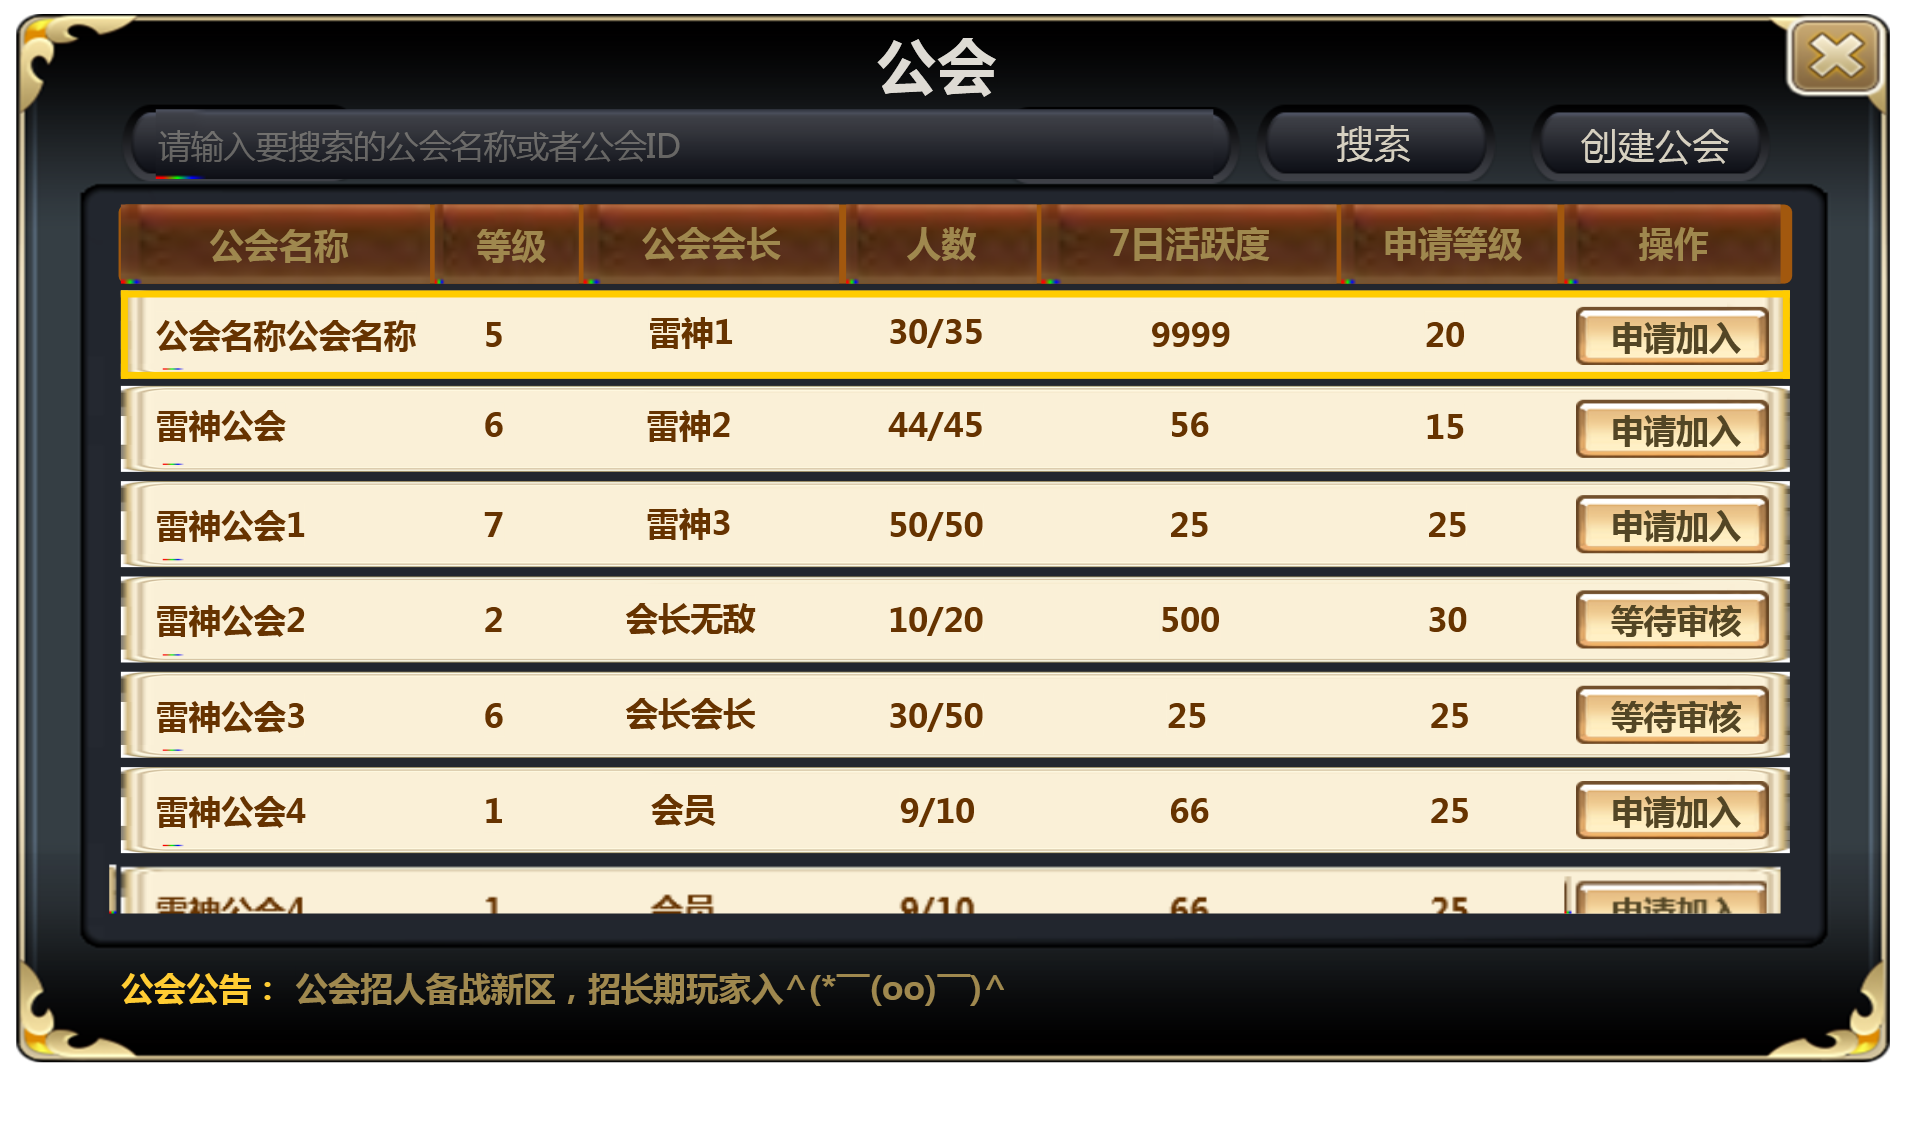 公会
请输入要搜索的公会名称或者公会ID 搜索 创建公会
公会名称 等级 公会会长 人数 7日活跃度 申请等级 操作
公会名称公会名称 5 雷神1 30/35 9999 20 申请加入
雷神公会 6 雷神2 44/45 56 15 申请加入
雷神公会1 7 雷神3 50/50 25 25 申请加入
雷神公会2 2 会长无敌 10/20 500 30 等待审核
雷神公会3 6 会长会长 30/50 25 25 等待审核
雷神公会4 1 会员 9/10 66 25 申请加入
雷神公会4 1 会员 9/10 66 25 申请加入
公会公告： 公会招人备战新区，招长期玩家入^(*￣(oo)￣)^